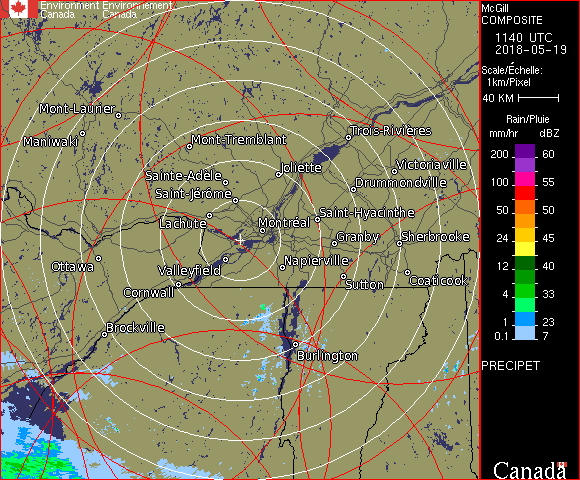 Environment Environnement
Canada Canada
McGill
COMPOSITE
1140 UTC
2018-05-19
Scale/Échelle:
1km/Pixel
40 KM
Rain/Pluie
mm/hr dBZ
200 60
100 55
50 50
24 45
12 40
4 33
1 23
0.1 7
PRECIPET
Canada
Mont-Laurier
Maniwaki
Mont-Tremblant
Trois-Rivières
Joliette
Victoriaville
Sainte-Adèle
Drummondville
Saint-Jérôme
Saint-Hyacinthe
Lachute
Montréal
Granby
Sherbrooke
Ottawa
Valleyfield
Napierville
Cornwall
Sutton
Coaticook
Brockville
Burlington